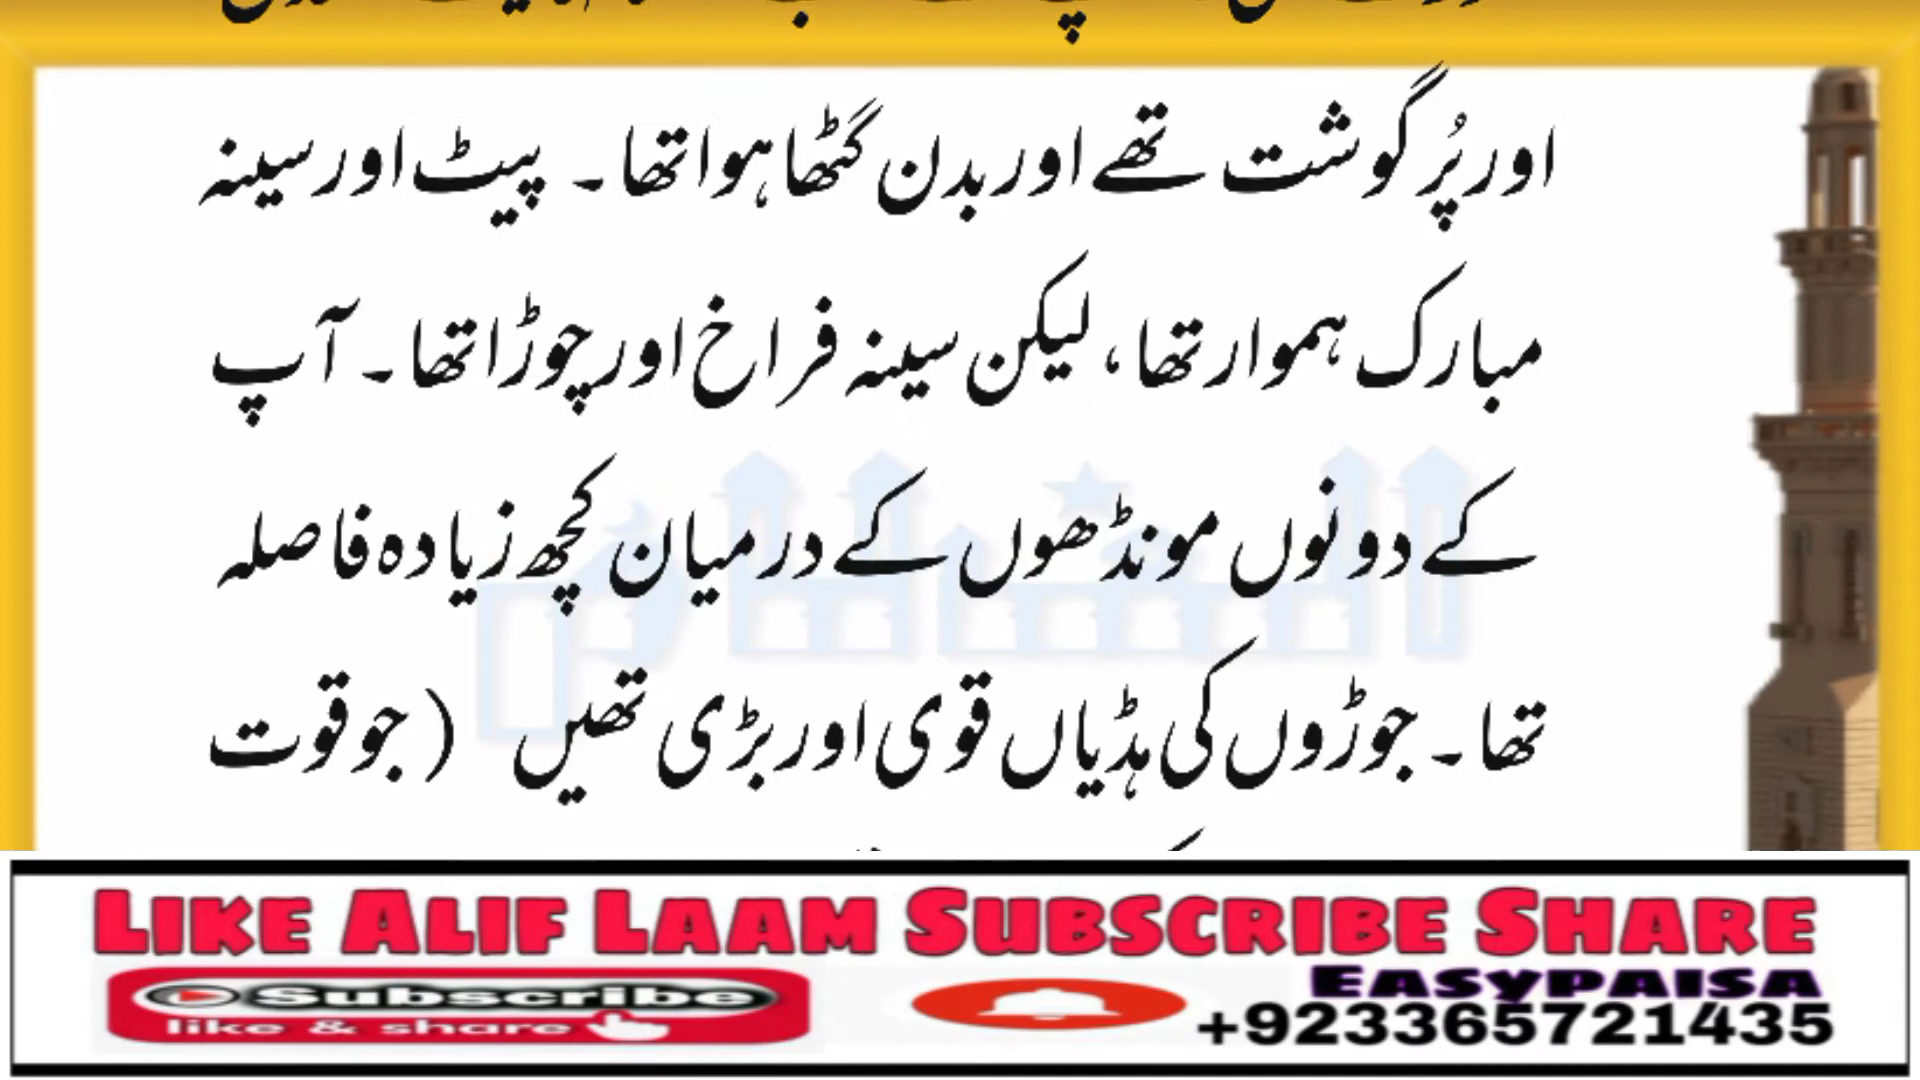 اور پُر گوشت تھے اور بدن گٹھا ہوا تھا۔ پیٹ اور سینہ
مبارک ہموار تھا، لیکن سینہ فراخ اور چوڑا تھا۔ آپ
کے دونوں مونڈھوں کے درمیان کچھ زیادہ فاصلہ
تھا۔ جوڑوں کی ہڈیاں قوی اور بڑی تھیں (جو قوت
LIKE ALIF LAAM SUBSCRIBE SHARE
Subscribe
like & share
EASYPAISA
+923365721435